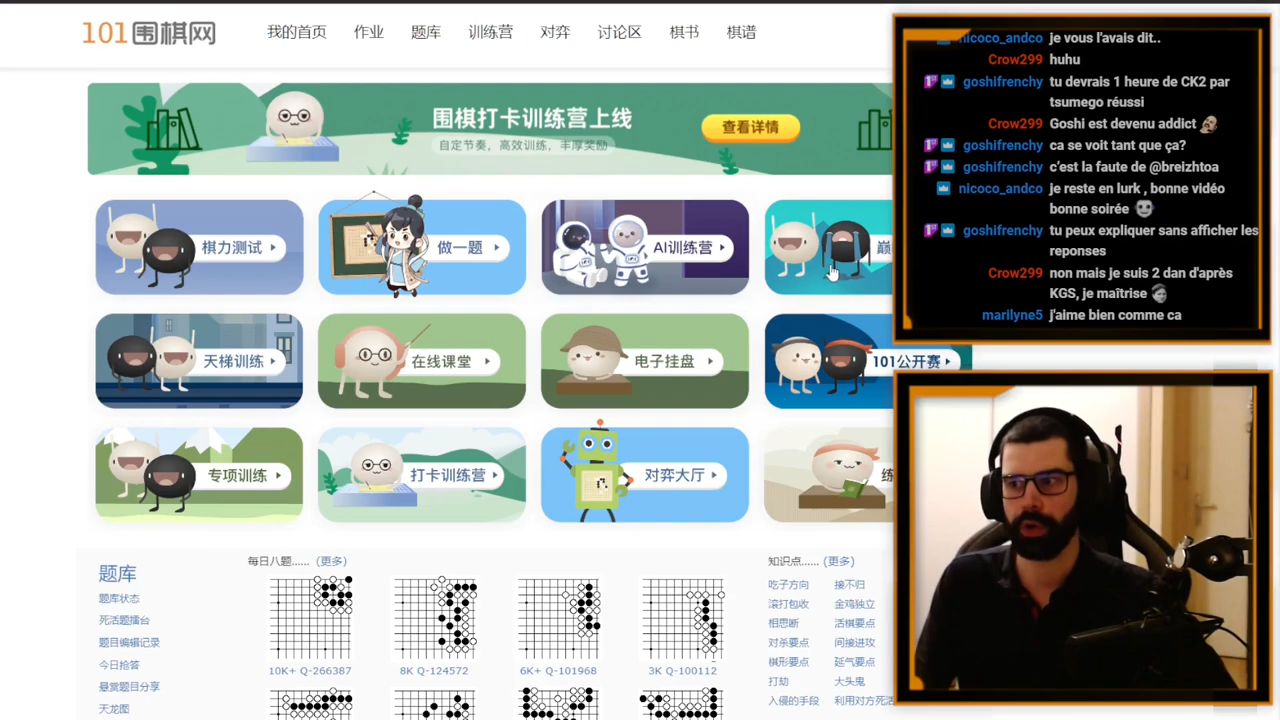 101围棋网
我的首页 作业 题库 训练营 对弈 讨论区 棋书 棋谱
围棋打卡训练营上线
自定节奏，高效训练，丰厚奖励
查看详情
棋力测试
做一题
AI训练营
巅
天梯训练
在线课堂
电子挂盘
101公开赛
专项训练
打卡训练营
对弈大厅
练
题库
题库状态
死活题擂台
题目编辑记录
今日抢答
悬赏题目分享
天龙图
每日八题...... (更多)
10K+ Q-266387
8K Q-124572
6K+ Q-101968
3K Q-100112
知识点...... (更多)
吃子方向 接不归
滚打包收 金鸡独立
相思断 活棋要点
对杀要点 间接进攻
棋形要点 延气要点
打劫 大头鬼
入侵的手段 利用对方死活
nicoco_andco je vous l'avais dit..
Crow299 huhu
goshifrenchy tu devrais 1 heure de CK2 par
tsumego réussi
Crow299 Goshi est devenu addict
goshifrenchy ca se voit tant que ça?
goshifrenchy c'est la faute de @breizhtoa
nicoco_andco je reste en lurk , bonne vidéo
bonne soirée
goshifrenchy tu peux expliquer sans afficher les
reponses
Crow299 non mais je suis 2 dan d'après
KGS, je maîtrise
marilyne5 j'alme bien comme ca